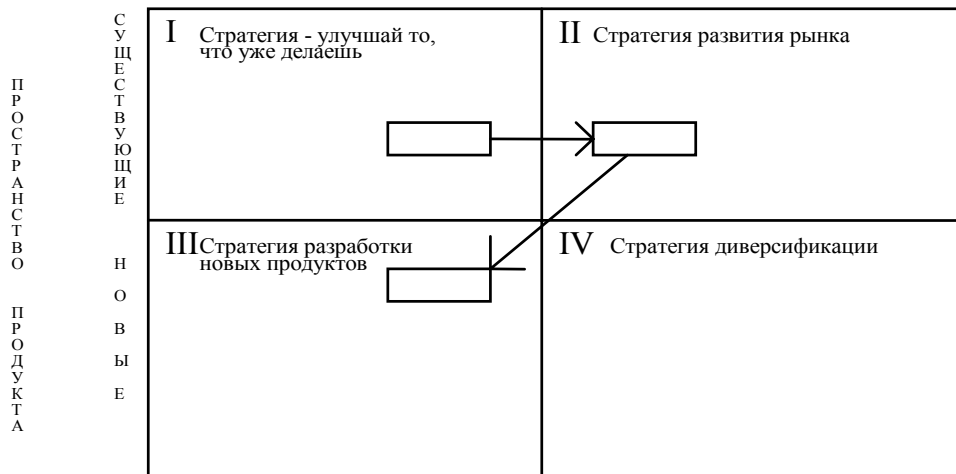 ПРОСТРАНСТВО ПРОДУКТА
СУЩЕСТВУЮЩИЕ
НОВЫЕ
I Стратегия - улучшай то,
что уже делаешь
II Стратегия развития рынка
III Стратегия разработки
новых продуктов
IV Стратегия диверсификации